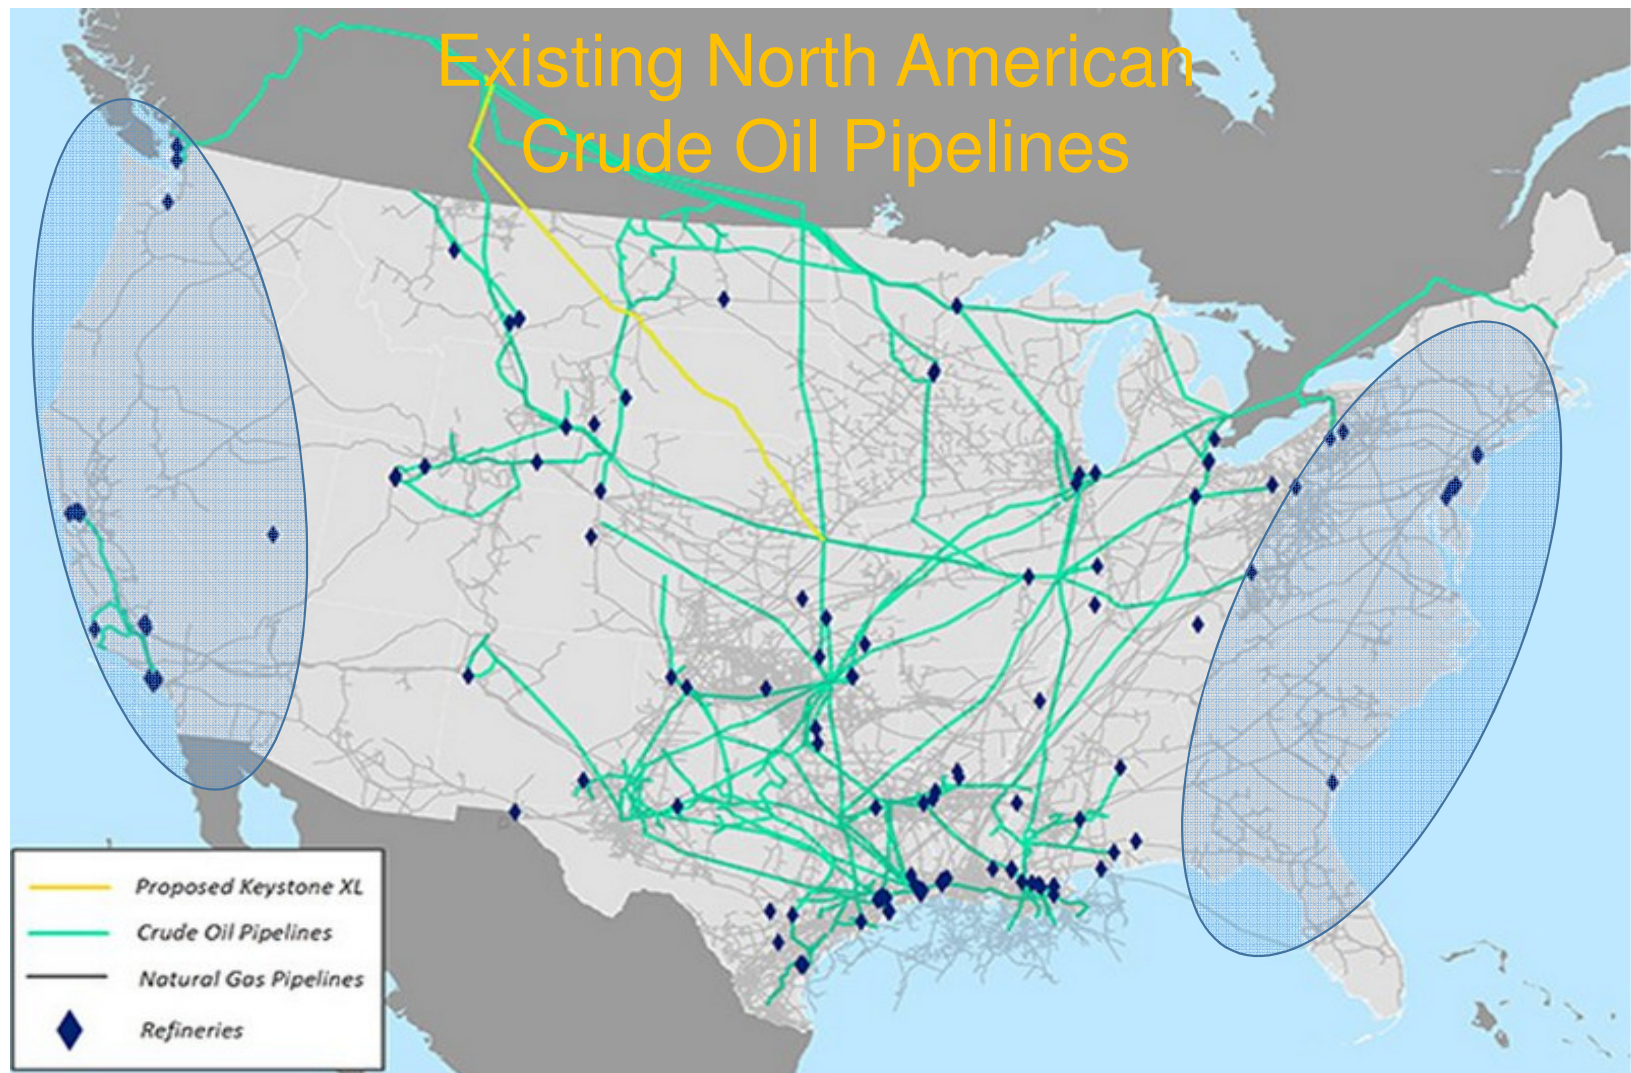 Existing North American
Crude Oil Pipelines
Proposed Keystone XL
Crude Oil Pipelines
Natural Gas Pipelines
Refineries